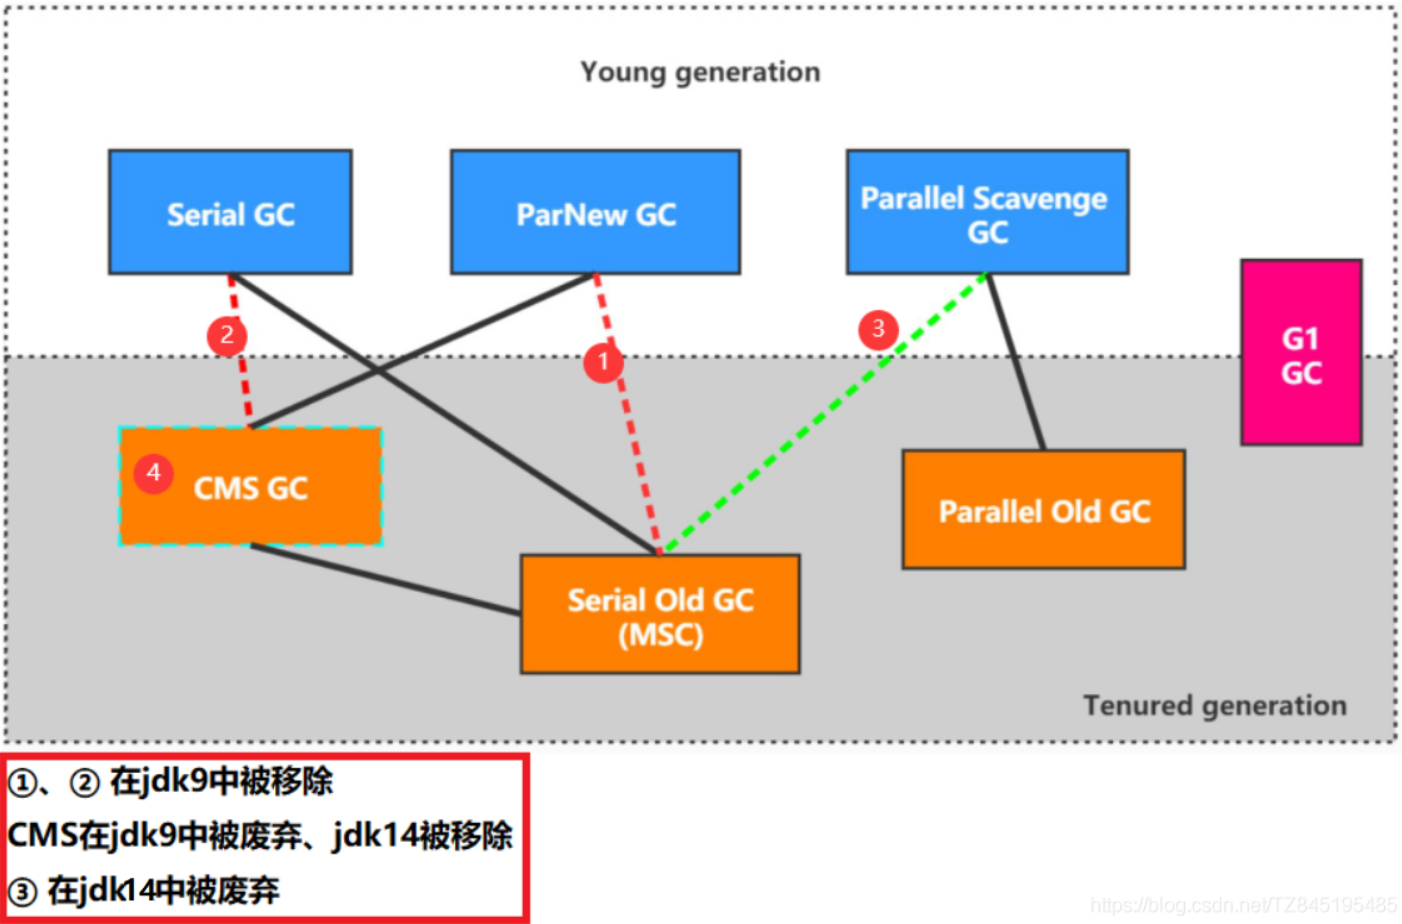 Young generation
Serial GC
ParNew GC
Parallel Scavenge
GC
2
1
3
G1
GC
4
CMS GC
Parallel Old GC
Serial Old GC
(MSC)
Tenured generation
①、② 在jdk9中被移除
CMS在jdk9中被废弃、jdk14被移除
③ 在jdk14中被废弃
https://blog.csdn.net/TZ845195485